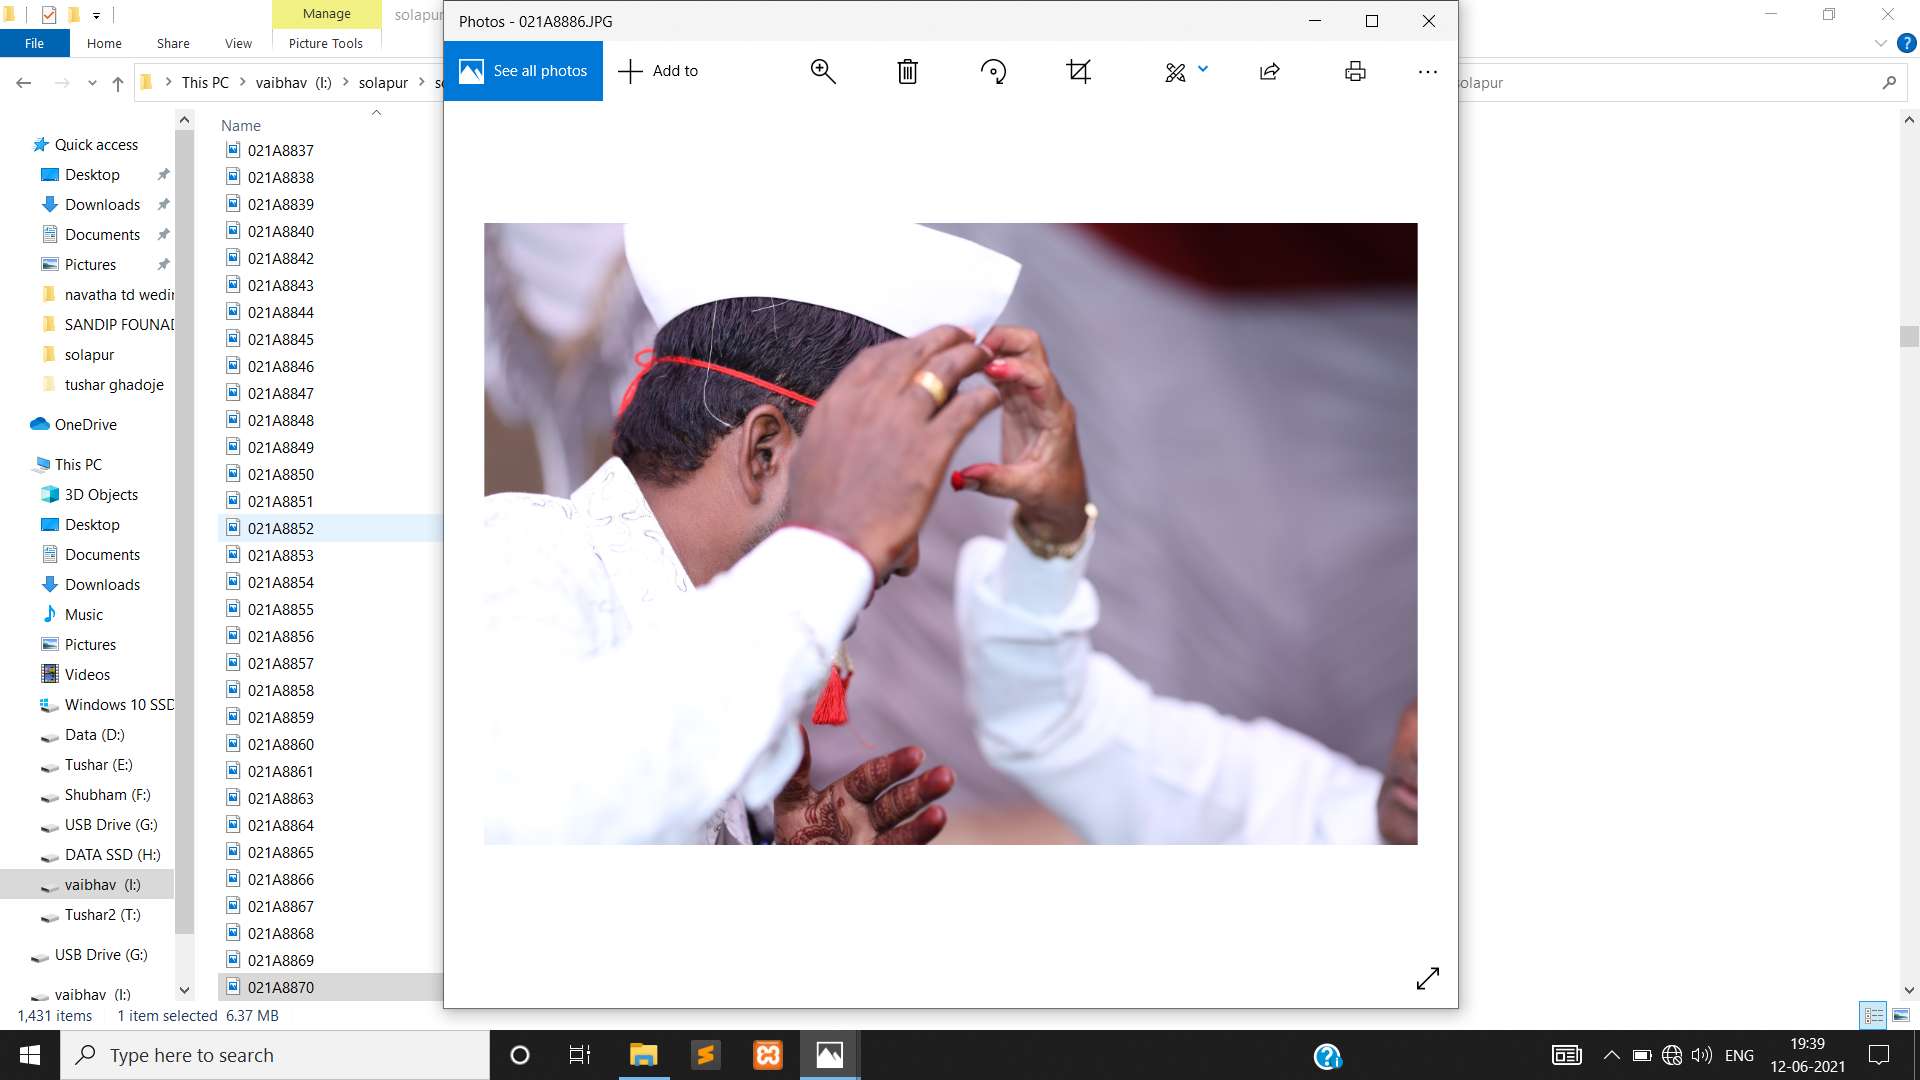 Manage
solapur
File
Home
Share
View
Picture Tools
This PC
vaibhav (I:)
solapur
solapur
Photos - 021A8886.JPG
See all photos
Add to
Name
Quick access
Desktop
Downloads
Documents
Pictures
navatha td wedin
SANDIP FOUNAD
solapur
tushar ghadoje
OneDrive
This PC
3D Objects
Desktop
Documents
Downloads
Music
Pictures
Videos
Windows 10 SSD
Data (D:)
Tushar (E:)
Shubham (F:)
USB Drive (G:)
DATA SSD (H:)
vaibhav (I:)
Tushar2 (T:)
USB Drive (G:)
vaibhav (I:)
021A8837
021A8838
021A8839
021A8840
021A8842
021A8843
021A8844
021A8845
021A8846
021A8847
021A8848
021A8849
021A8850
021A8851
021A8852
021A8853
021A8854
021A8855
021A8856
021A8857
021A8858
021A8859
021A8860
021A8861
021A8863
021A8864
021A8865
021A8866
021A8867
021A8868
021A8869
021A8870
1,431 items
1 item selected 6.37 MB
Type here to search
ENG
19:39
12-06-2021